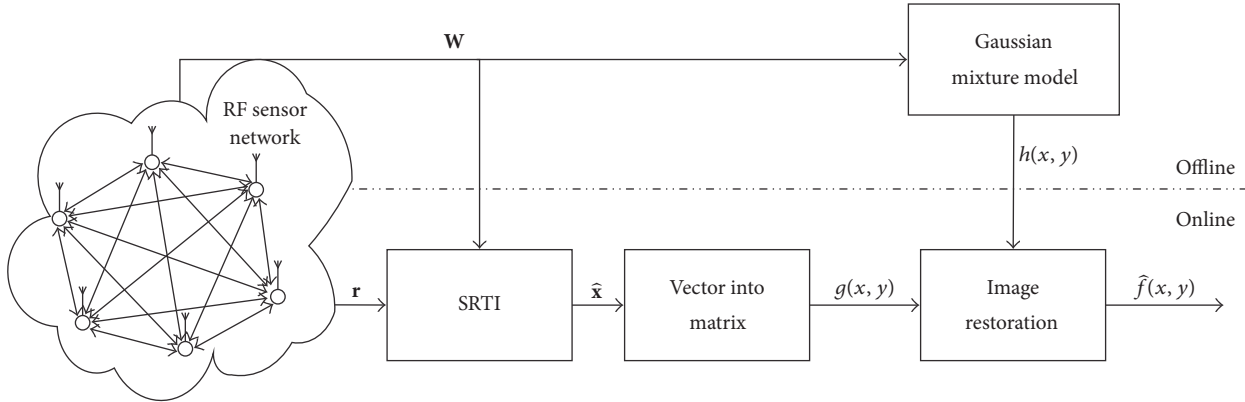 W
Gaussian
mixture model
RF sensor
network
h(x, y)
Offline
Online
r
SRTI
x̂
Vector into
matrix
g(x, y)
Image
restoration
f̂(x, y)